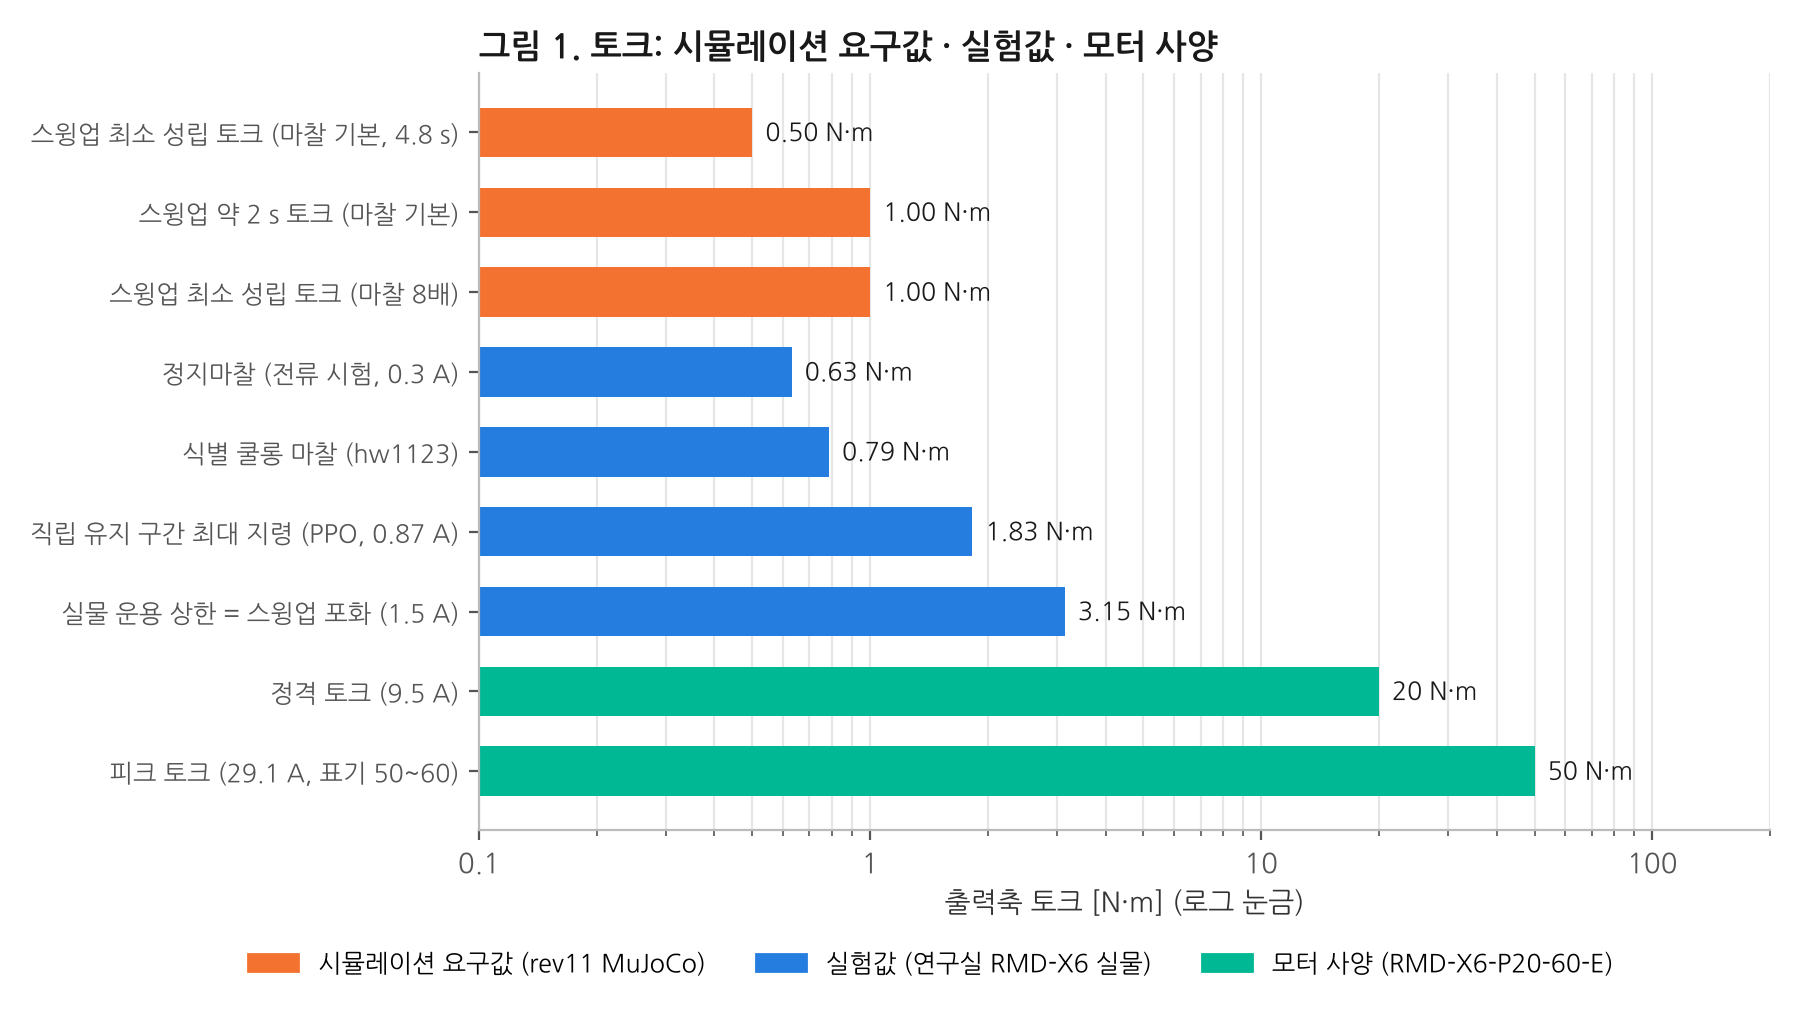 그림 1. 토크: 시뮬레이션 요구값 · 실험값 · 모터 사양
스윙업 최소 성립 토크 (마찰 기본, 4.8 s)
0.50 N·m
스윙업 약 2 s 토크 (마찰 기본)
1.00 N·m
스윙업 최소 성립 토크 (마찰 8배)
1.00 N·m
정지마찰 (전류 시험, 0.3 A)
0.63 N·m
식별 쿨롱 마찰 (hw1123)
0.79 N·m
직립 유지 구간 최대 지령 (PPO, 0.87 A)
1.83 N·m
실물 운용 상한 = 스윙업 포화 (1.5 A)
3.15 N·m
정격 토크 (9.5 A)
20 N·m
피크 토크 (29.1 A, 표기 50~60)
50 N·m
0.1 1 10 100
출력축 토크 [N·m] (로그 눈금)
시뮬레이션 요구값 (rev11 MuJoCo) 실험값 (연구실 RMD-X6 실물) 모터 사양 (RMD-X6-P20-60-E)